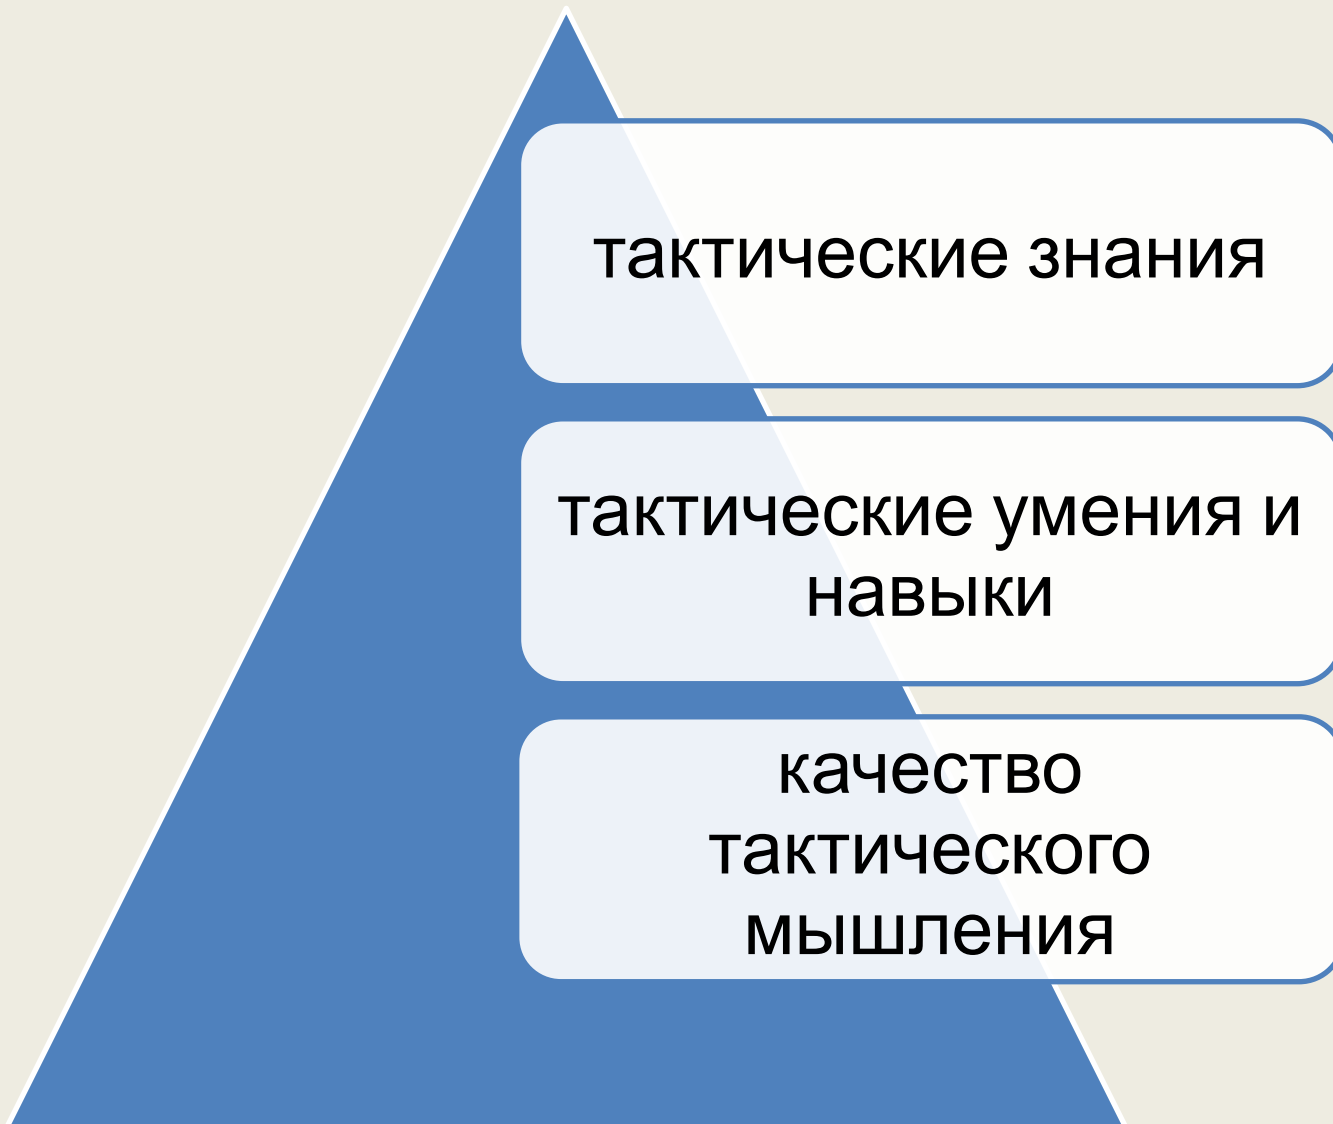 тактические знания
тактические умения и
навыки
качество
тактического
мышления